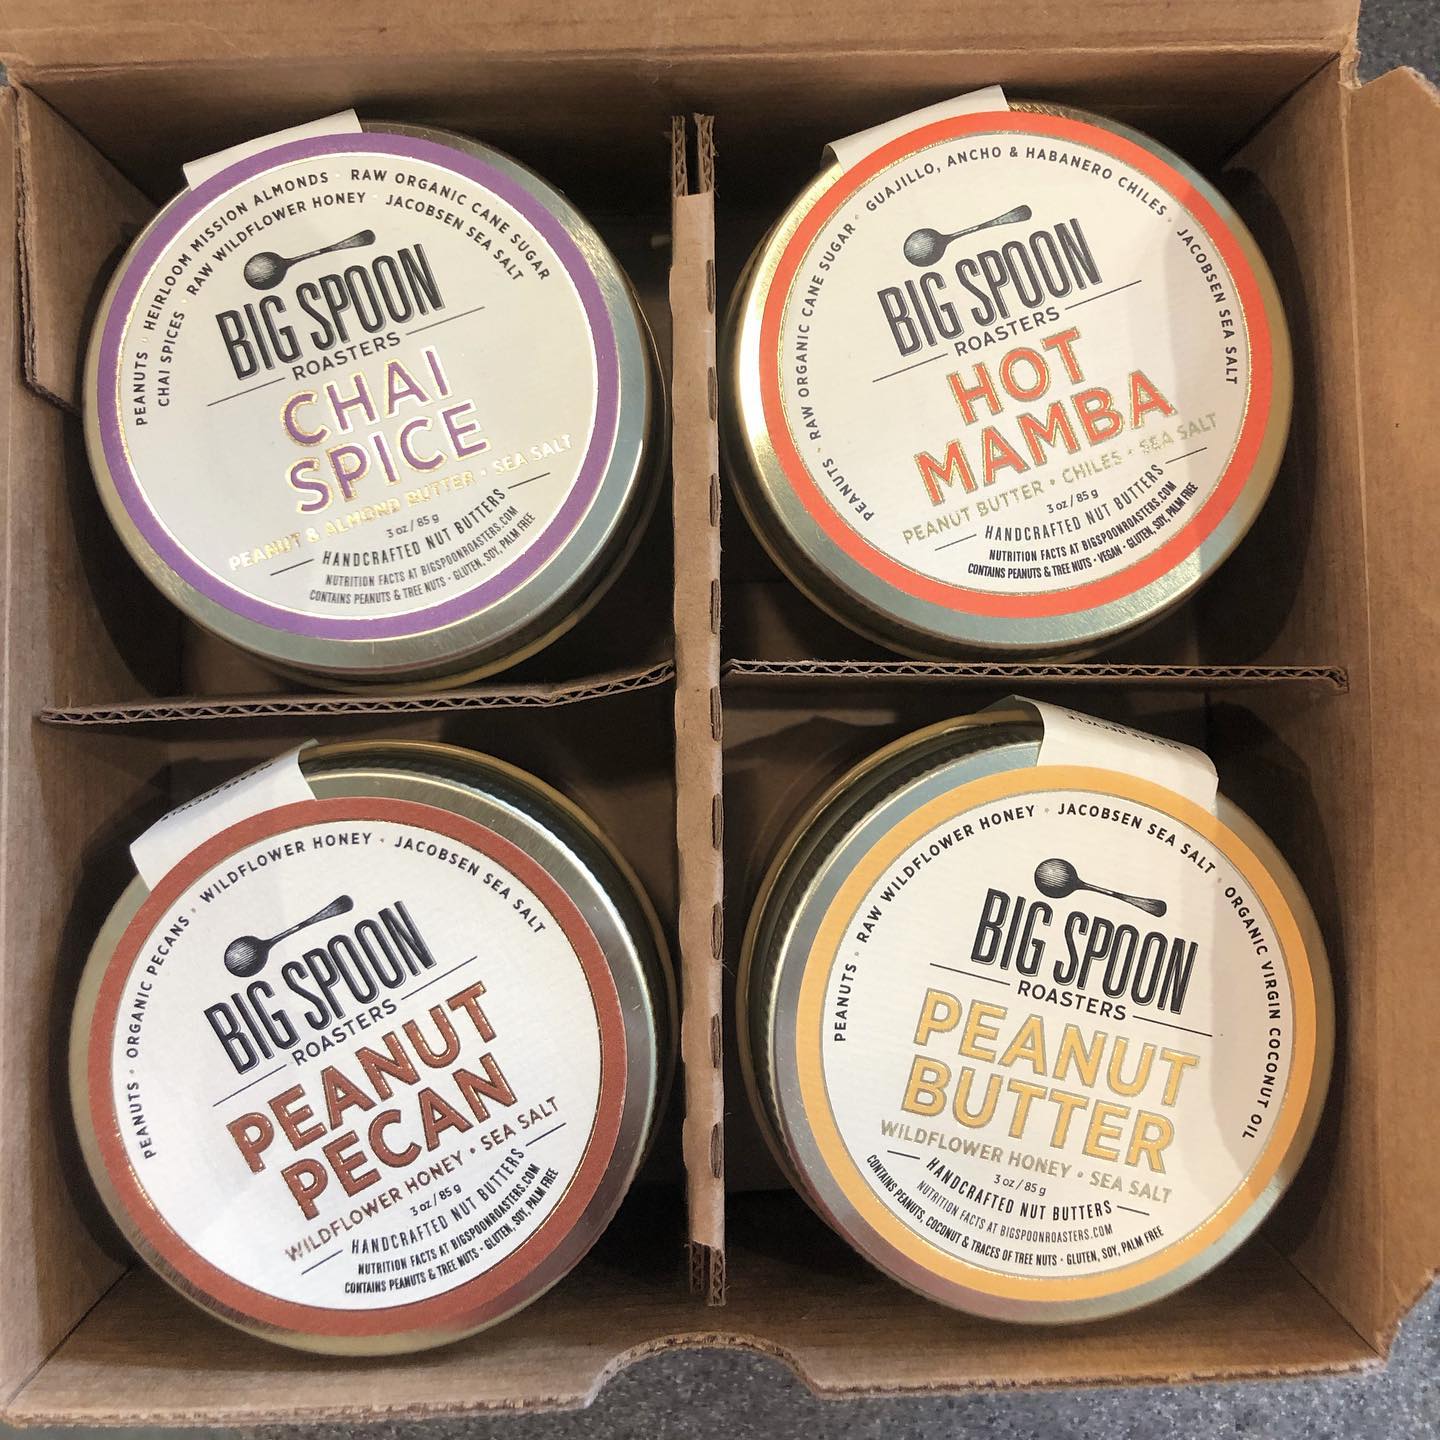 PEANUTS · HEIRLOOM MISSION ALMONDS · RAW ORGANIC CANE SUGAR
CHAI SPICES · RAW WILDFLOWER HONEY · JACOBSEN SEA SALT
BIG SPOON
ROASTERS
CHAI
SPICE
PEANUT & ALMOND BUTTER • SEA SALT
3 oz / 85 g
HANDCRAFTED NUT BUTTERS
NUTRITION FACTS AT BIGSPOONROASTERS.COM
CONTAINS PEANUTS & TREE NUTS • GLUTEN, SOY, PALM FREE
PEANUTS · RAW ORGANIC CANE SUGAR · GUAJILLO, ANCHO & HABANERO CHILES · JACOBSEN SEA SALT
BIG SPOON
ROASTERS
HOT
MAMBA
PEANUT BUTTER • CHILES • SEA SALT
3 oz / 85 g
HANDCRAFTED NUT BUTTERS
NUTRITION FACTS AT BIGSPOONROASTERS.COM
CONTAINS PEANUTS & TREE NUTS • VEGAN • GLUTEN, SOY, PALM FREE
PEANUTS · ORGANIC PECANS · WILDFLOWER HONEY · JACOBSEN SEA SALT
BIG SPOON
ROASTERS
PEANUT
PECAN
WILDFLOWER HONEY • SEA SALT
3 oz / 85 g
HANDCRAFTED NUT BUTTERS
NUTRITION FACTS AT BIGSPOONROASTERS.COM
CONTAINS PEANUTS & TREE NUTS • GLUTEN, SOY, PALM FREE
PEANUTS · RAW WILDFLOWER HONEY · JACOBSEN SEA SALT · ORGANIC VIRGIN COCONUT OIL
BIG SPOON
ROASTERS
PEANUT
BUTTER
WILDFLOWER HONEY • SEA SALT
3 oz / 85 g
HANDCRAFTED NUT BUTTERS
NUTRITION FACTS AT BIGSPOONROASTERS.COM
CONTAINS PEANUTS, COCONUT & TRACES OF TREE NUTS • GLUTEN, SOY, PALM FREE